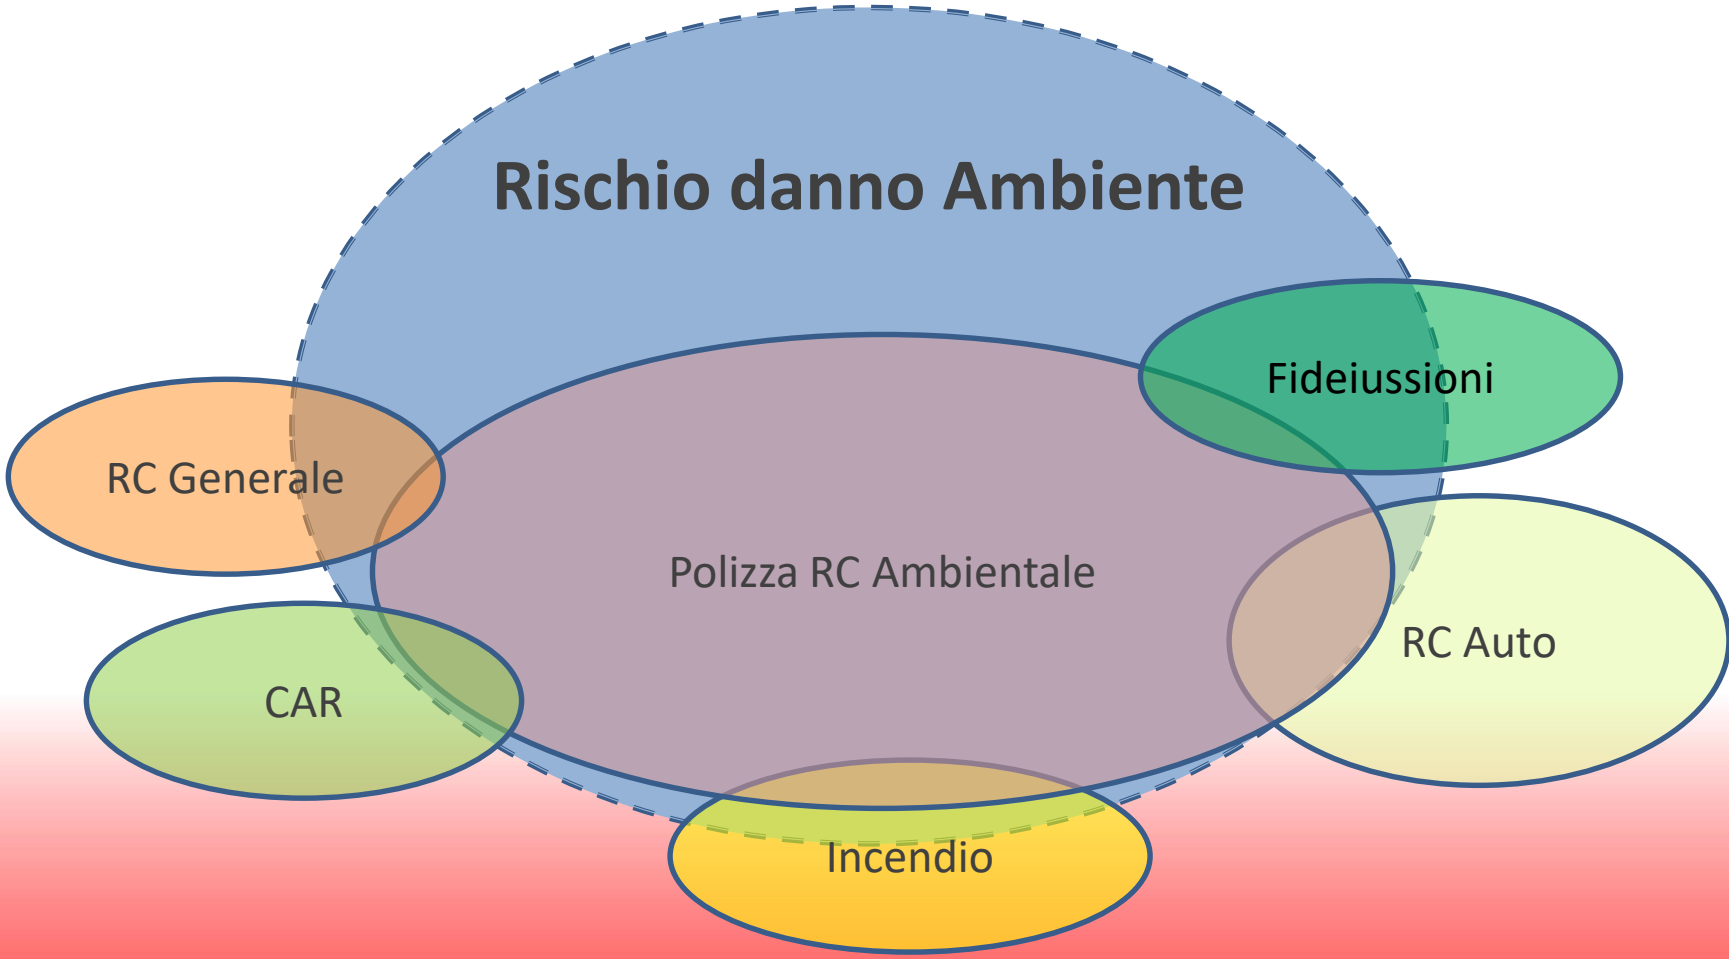 Rischio danno Ambiente
Fideiussioni
RC Generale
Polizza RC Ambientale
RC Auto
CAR
Incendio